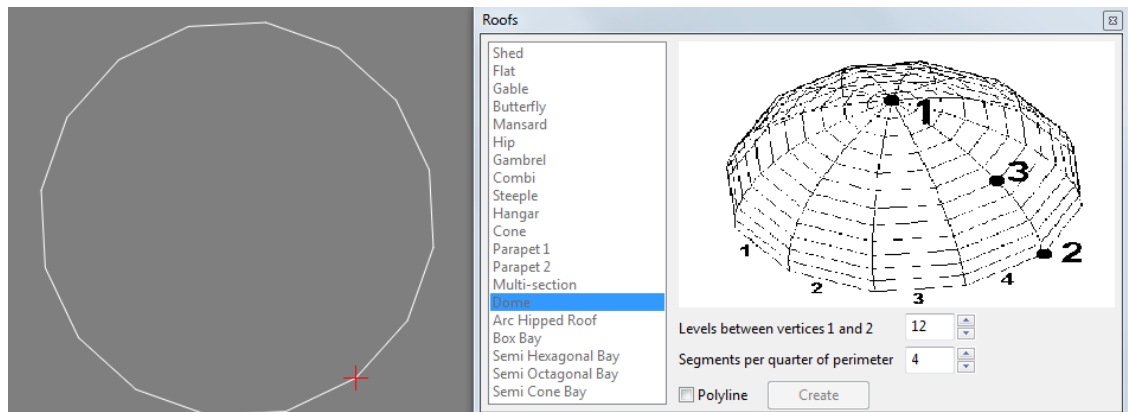 Roofs
Shed
Flat
Gable
Butterfly
Mansard
Hip
Gambrel
Combi
Steeple
Hangar
Cone
Parapet 1
Parapet 2
Multi-section
Dome
Arc Hipped Roof
Box Bay
Semi Hexagonal Bay
Semi Octagonal Bay
Semi Cone Bay
1
3
2
1
2
3
4
Levels between vertices 1 and 2 12
Segments per quarter of perimeter 4
Polyline Create